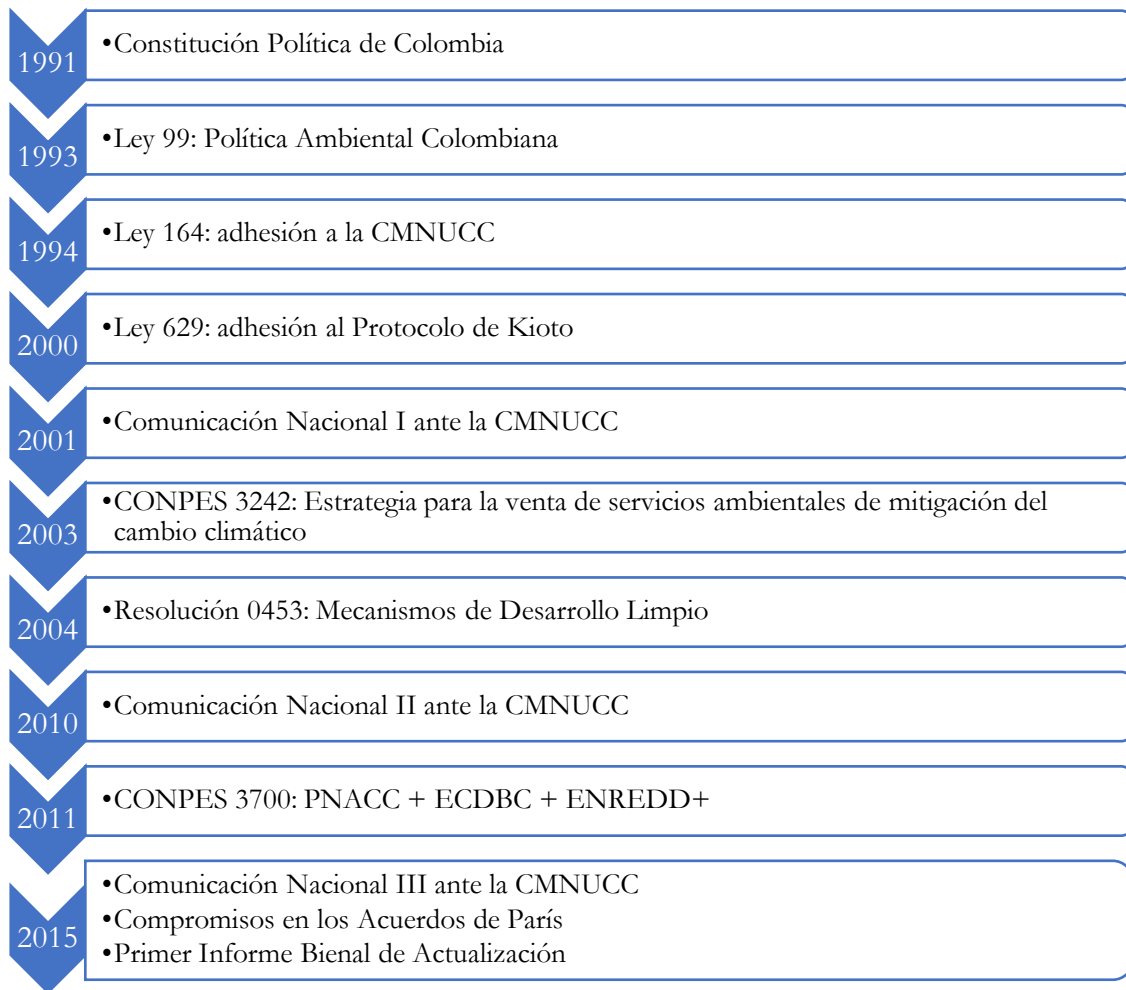 1991
•Constitución Política de Colombia
1993
•Ley 99: Política Ambiental Colombiana
1994
•Ley 164: adhesión a la CMNUCC
2000
•Ley 629: adhesión al Protocolo de Kioto
2001
•Comunicación Nacional I ante la CMNUCC
2003
•CONPES 3242: Estrategia para la venta de servicios ambientales de mitigación del
cambio climático
2004
•Resolución 0453: Mecanismos de Desarrollo Limpio
2010
•Comunicación Nacional II ante la CMNUCC
2011
•CONPES 3700: PNACC + ECDBC + ENREDD+
2015
•Comunicación Nacional III ante la CMNUCC
•Compromisos en los Acuerdos de París
•Primer Informe Bienal de Actualización